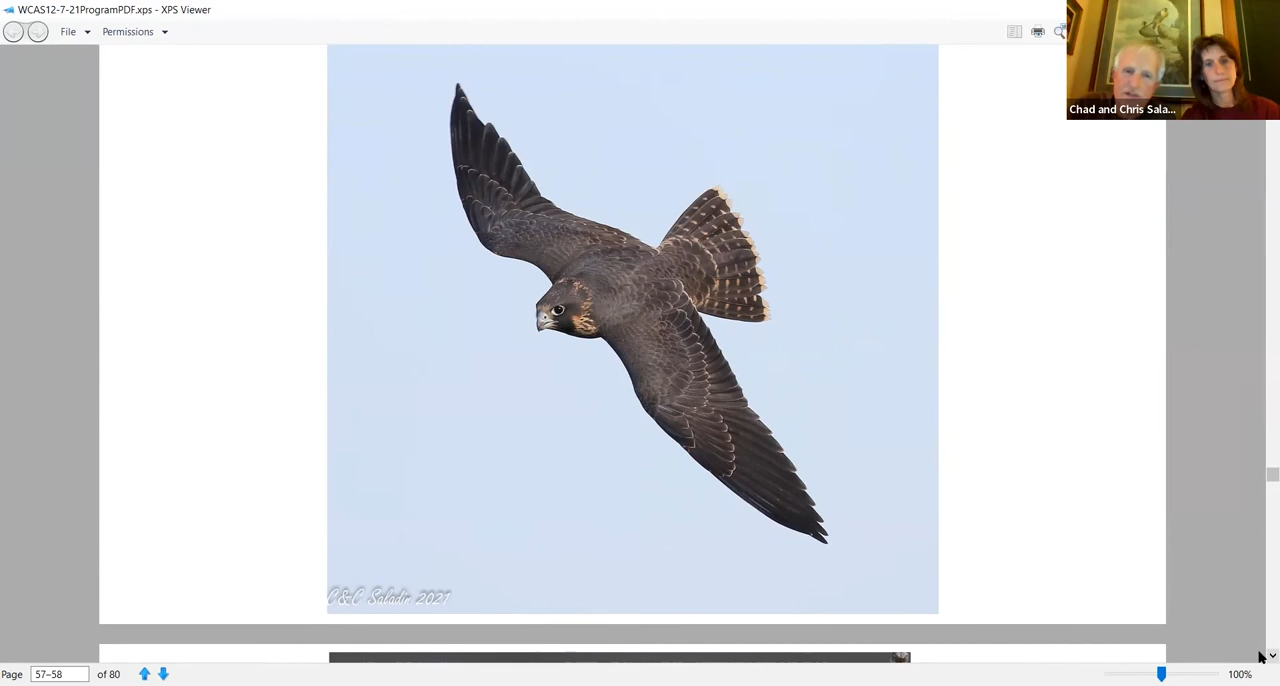 WCAS12-7-21ProgramPDF.xps - XPS Viewer
File Permissions
Chad and Chris Sala...
C&C Saladin 2021
Page 57–58 of 80
100%